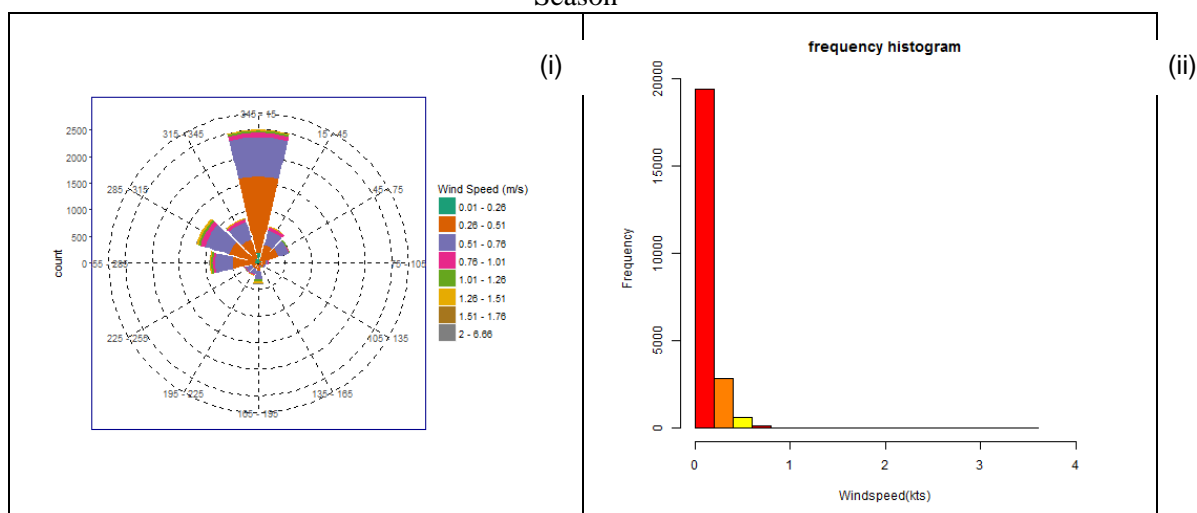 Season
(i)
345 - 15
15 - 45
45 - 75
75 - 105
105 - 135
135 - 165
165 - 195
195 - 225
225 - 255
285 - 315
315 - 345
2500
2000
1500
1000
500
0
count
Wind Speed (m/s)
0.01 - 0.26
0.26 - 0.51
0.51 - 0.76
0.76 - 1.01
1.01 - 1.26
1.26 - 1.51
1.51 - 1.76
2 - 6.66
(ii)
frequency histogram
Frequency
20000
15000
10000
5000
0
0 1 2 3 4
Windspeed(kts)